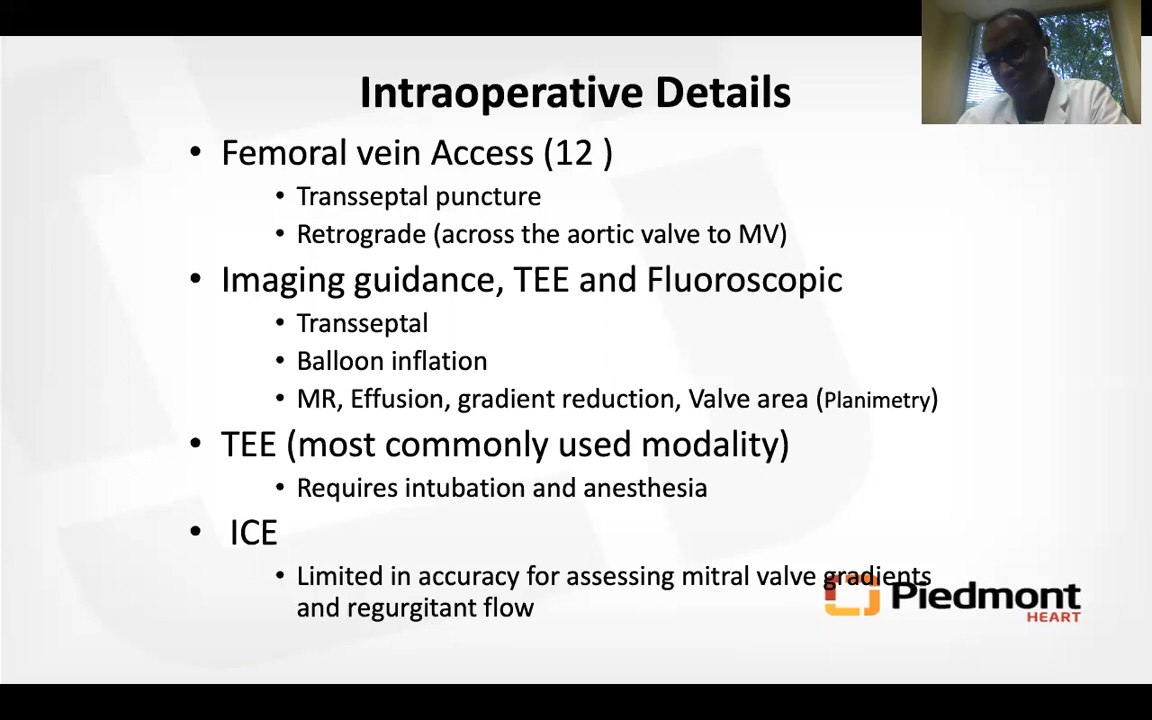 Intraoperative Details
• Femoral vein Access (12 )
• Transseptal puncture
• Retrograde (across the aortic valve to MV)
• Imaging guidance, TEE and Fluoroscopic
• Transseptal
• Balloon inflation
• MR, Effusion, gradient reduction, Valve area (Planimetry)
• TEE (most commonly used modality)
• Requires intubation and anesthesia
• ICE
• Limited in accuracy for assessing mitral valve gradients
and regurgitant flow
Piedmont
HEART